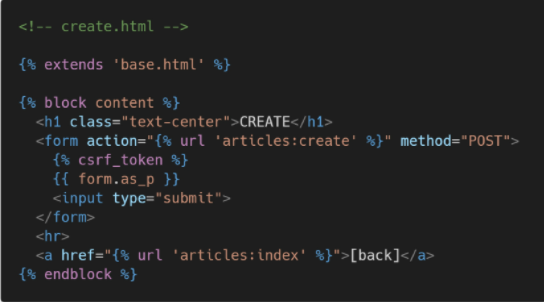 <!-- create.html -->
{% extends 'base.html' %}
{% block content %}
<h1 class="text-center">CREATE</h1>
<form action="{% url 'articles:create' %}" method="POST">
{% csrf_token %}
{{ form.as_p }}
<input type="submit">
</form>
<hr>
<a href="{% url 'articles:index' %}">[back]</a>
{% endblock %}